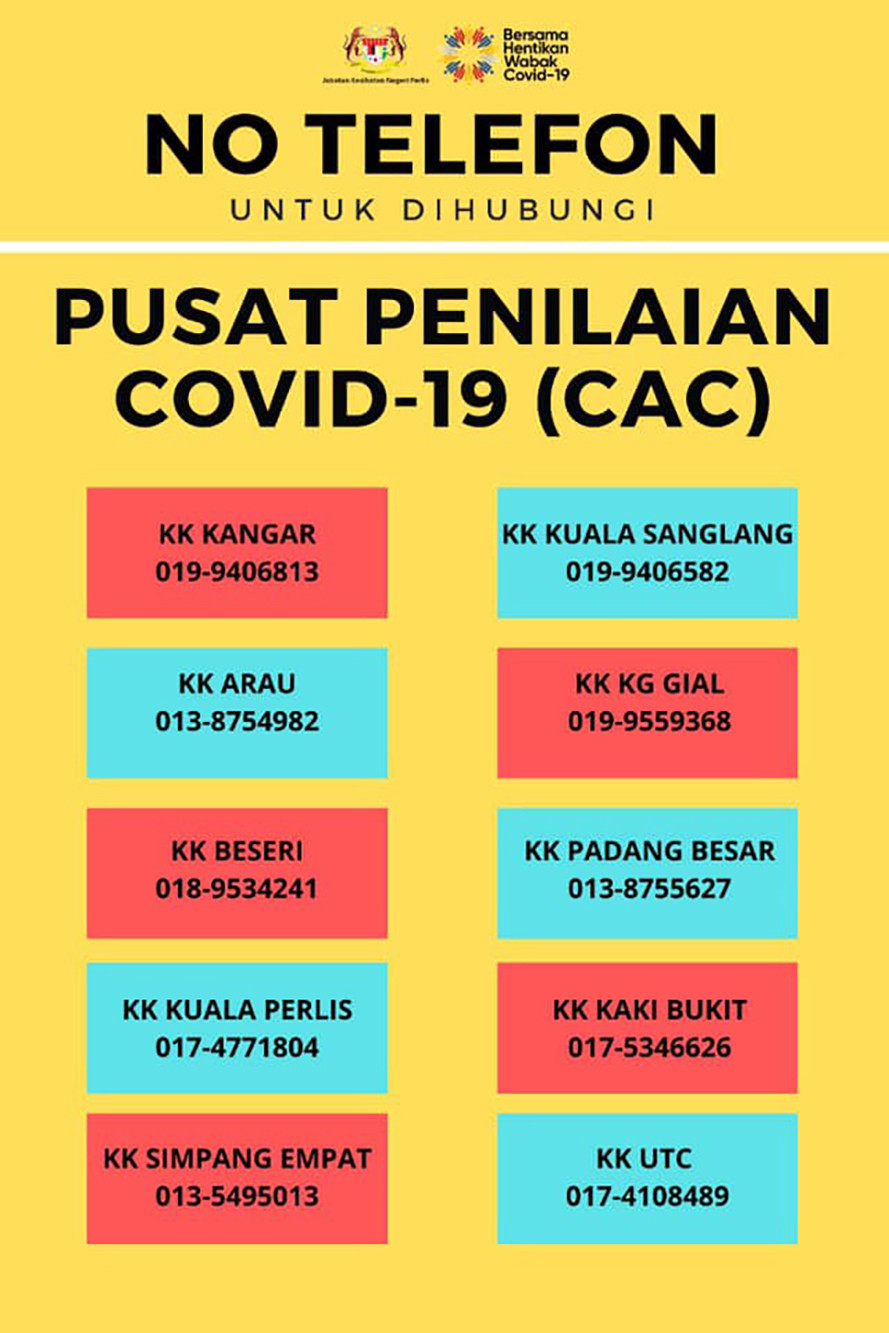 Jabatan Kesihatan Negeri Perlis
Bersama
Hentikan
Wabak
Covid-19
NO TELEFON
UNTUK DIHUBUNGI
PUSAT PENILAIAN
COVID-19 (CAC)
KK KANGAR
019-9406813
KK KUALA SANGLANG
019-9406582
KK ARAU
013-8754982
KK KG GIAL
019-9559368
KK BESERI
018-9534241
KK PADANG BESAR
013-8755627
KK KUALA PERLIS
017-4771804
KK KAKI BUKIT
017-5346626
KK SIMPANG EMPAT
013-5495013
KK UTC
017-4108489